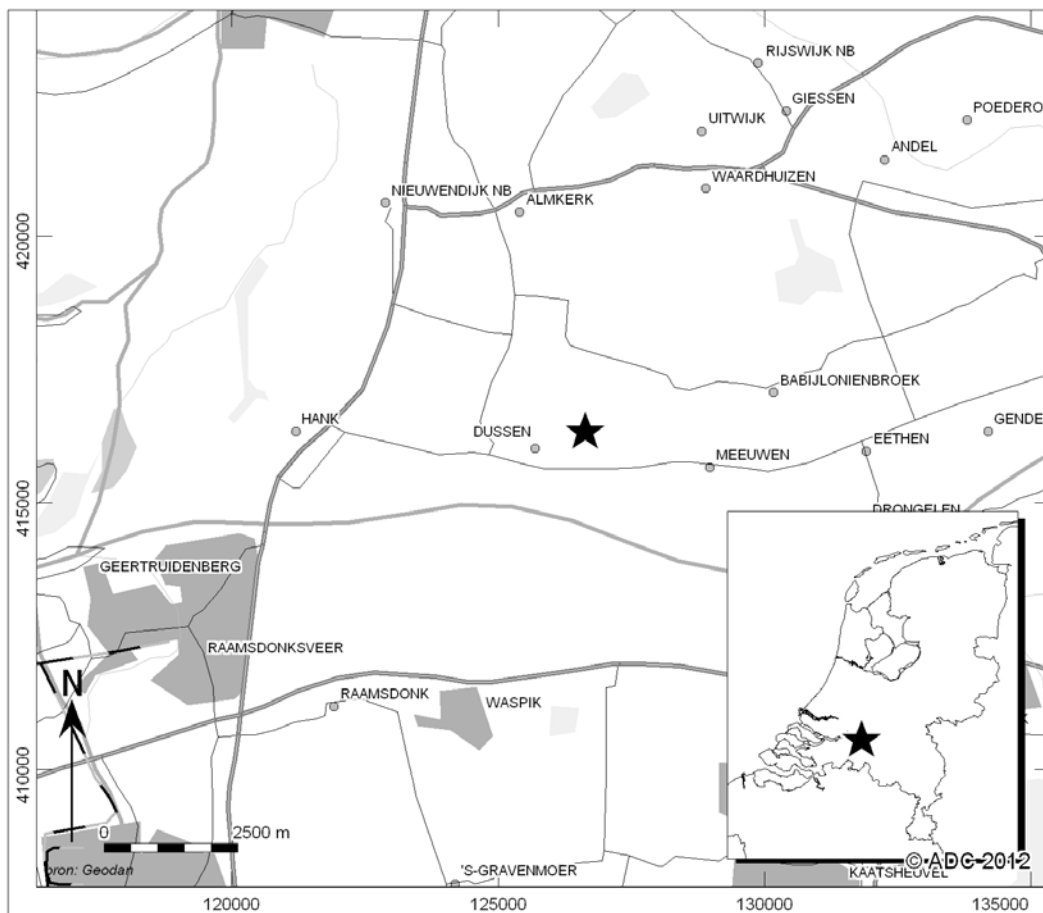 RIJSWIJK NB
GIESSEN
POEDERO
UITWIJK
ANDEL
WAARDHUIZEN
NIEUWENDIJK NB
ALMKERK
420000
BABIJLONIENBROEK
HANK
DUSSEN
GENDE
EETHEN
MEEUWEN
415000
DRONGELEN
GEERTRUIDENBERG
RAAMSDONKSVEER
N
RAAMSDONK
WASPIK
410000
0 2500 m
© ADC 2012
oron: Geodan
'S-GRAVENMOER
KAATSHEUVEL
120000 125000 130000 135000